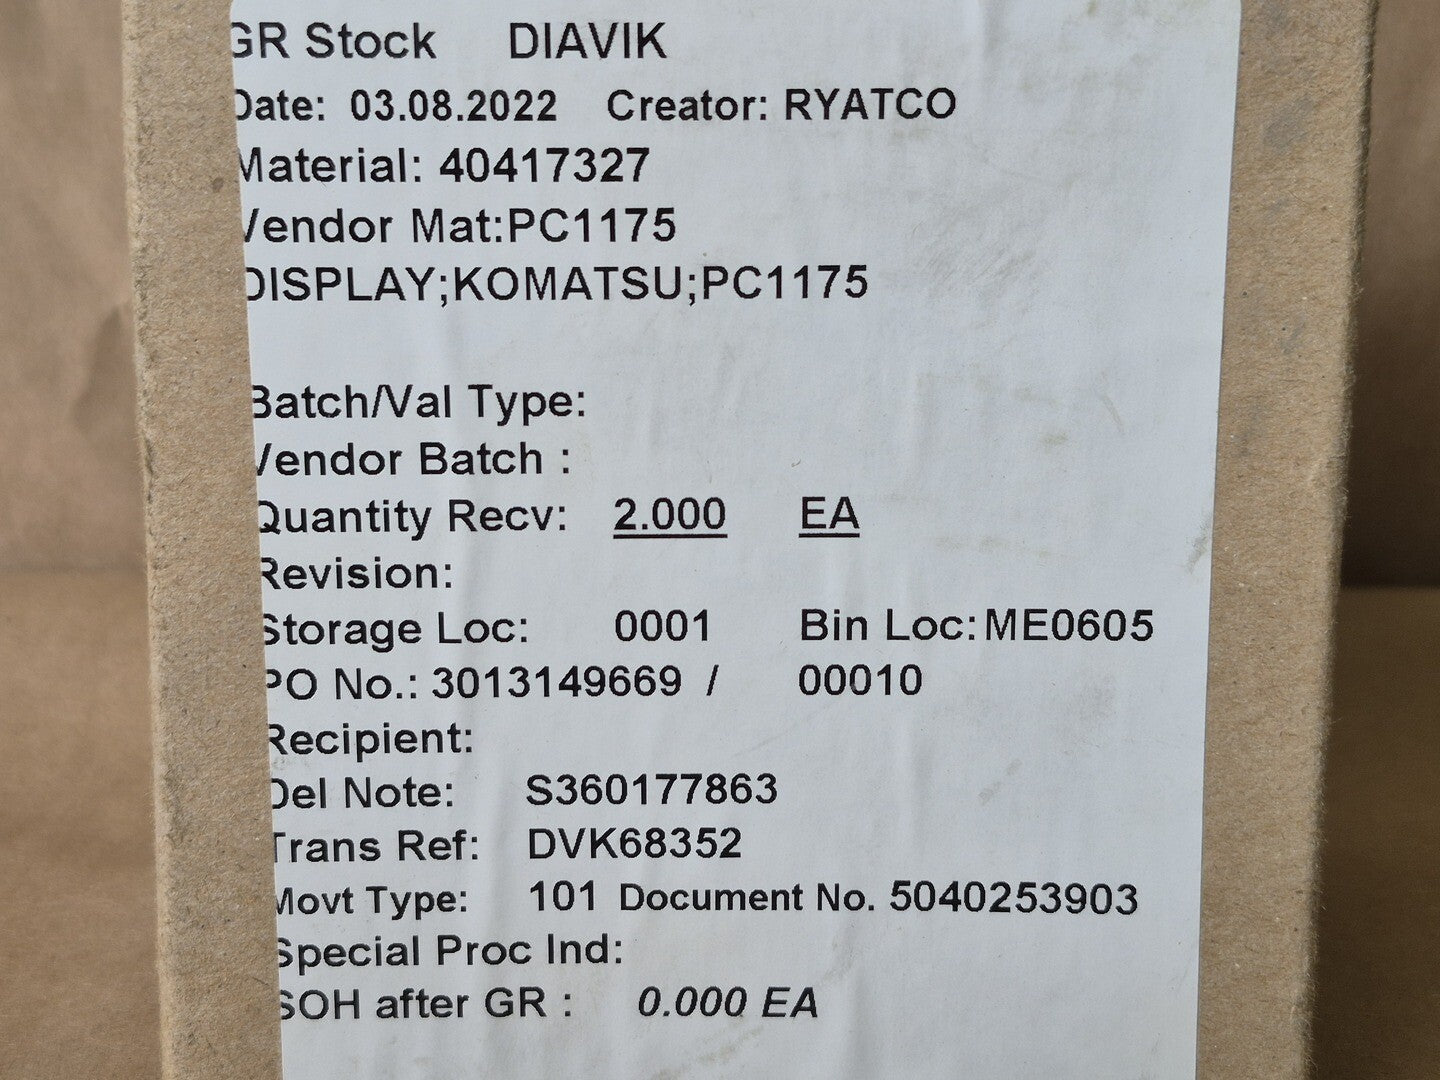 GR Stock DIAVIK
Date: 03.08.2022 Creator: RYATCO
Material: 40417327
Vendor Mat:PC1175
DISPLAY;KOMATSU;PC1175
Batch/Val Type:
Vendor Batch :
Quantity Recv: 2.000 EA
Revision:
Storage Loc: 0001 Bin Loc:ME0605
PO No.: 3013149669 / 00010
Recipient:
Del Note: S360177863
Trans Ref: DVK68352
Movt Type: 101 Document No. 5040253903
Special Proc Ind:
SOH after GR : 0.000 EA